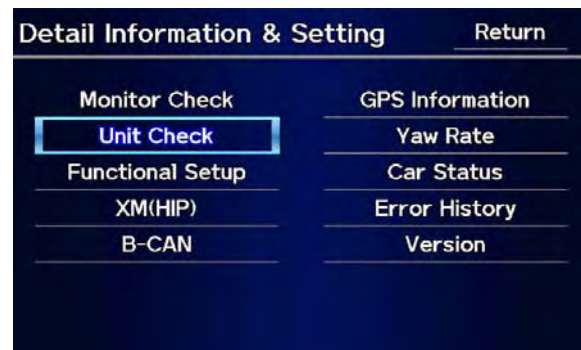 Detail Information & Setting
Return
Monitor Check
GPS Information
Unit Check
Yaw Rate
Functional Setup
Car Status
XM(HIP)
Error History
B-CAN
Version